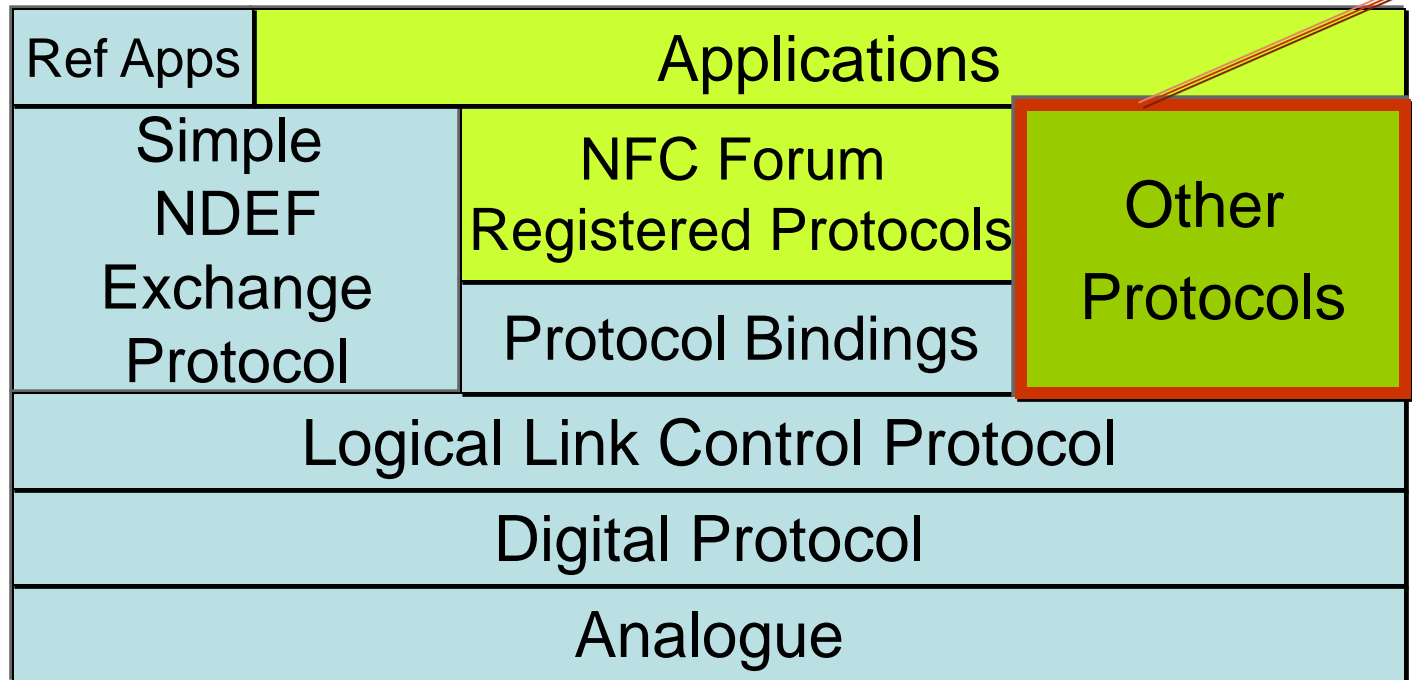 Ref Apps
Applications
Simple
NDEF
Exchange
Protocol
NFC Forum
Registered Protocols
Protocol Bindings
Other
Protocols
Logical Link Control Protocol
Digital Protocol
Analogue